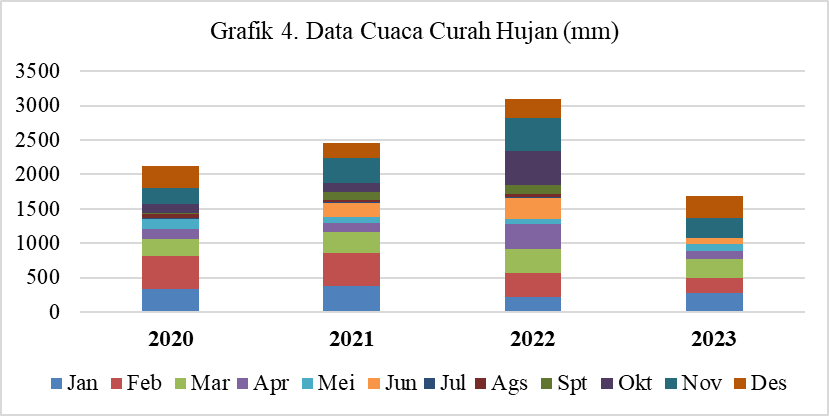 Grafik 4. Data Cuaca Curah Hujan (mm)
3500
3000
2500
2000
1500
1000
500
0
2020 2021 2022 2023
Jan Feb Mar Apr Mei Jun Jul Ags Spt Okt Nov Des